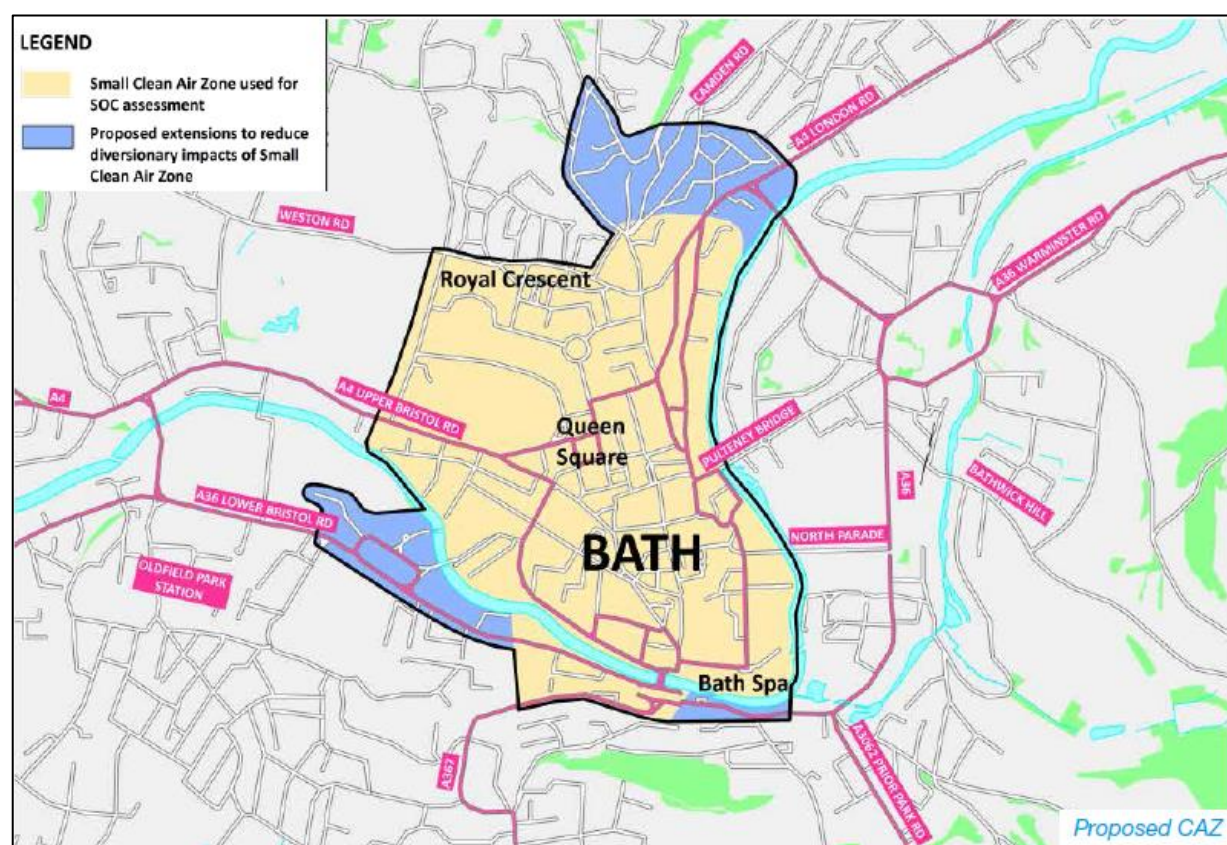 LEGEND
Small Clean Air Zone used for
SOC assessment
Proposed extensions to reduce
diversionary impacts of Small
Clean Air Zone
CAMDEN RD
A4 LONDON RD
WESTON RD
Royal Crescent
A36 WARMINSTER RD
A4
A4 UPPER BRISTOL RD
Queen
Square
PULTENEY BRIDGE
A36
BATHWICK HILL
A36 LOWER BRISTOL RD
NORTH PARADE
BATH
OLDFIELD PARK
STATION
Bath Spa
A367
A3062 PRIOR PARK RD
Proposed CAZ